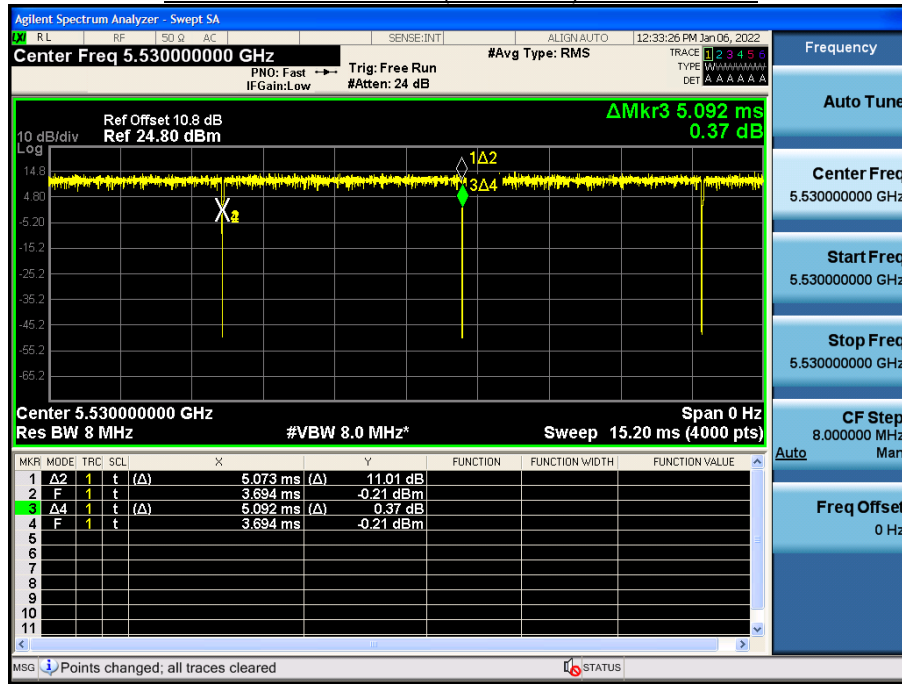 Agilent Spectrum Analyzer - Swept SA
LXI RL RF 50 Ω AC SENSE:INT ALIGN AUTO 12:33:26 PM Jan 06, 2022
Center Freq 5.530000000 GHz #Avg Type: RMS TRACE 1 2 3 4 5 6
PNO: Fast Trig: Free Run TYPE WWWWWW
IFGain:Low #Atten: 24 dB DET A A A A A A
Frequency
Auto Tune
Center Freq
5.530000000 GHz
Start Freq
5.530000000 GHz
Stop Freq
5.530000000 GHz
CF Step
8.000000 MHz
Auto Man
Freq Offset
0 Hz
ΔMkr3 5.092 ms
0.37 dB
Ref Offset 10.8 dB
10 dB/div Ref 24.80 dBm
Log
1Δ2
14.8
3Δ4
4.80
-5.20
-15.2
-25.2
-35.2
-45.2
-55.2
-65.2
Center 5.530000000 GHz Span 0 Hz
Res BW 8 MHz #VBW 8.0 MHz* Sweep 15.20 ms (4000 pts)
MKR MODE TRC SCL X Y FUNCTION FUNCTION WIDTH FUNCTION VALUE
1 Δ2 1 t (Δ) 5.073 ms (Δ) 11.01 dB
2 F 1 t 3.694 ms -0.21 dBm
3 Δ4 1 t (Δ) 5.092 ms (Δ) 0.37 dB
4 F 1 t 3.694 ms -0.21 dBm
5
6
7
8
9
10
11
MSG Points changed; all traces cleared STATUS